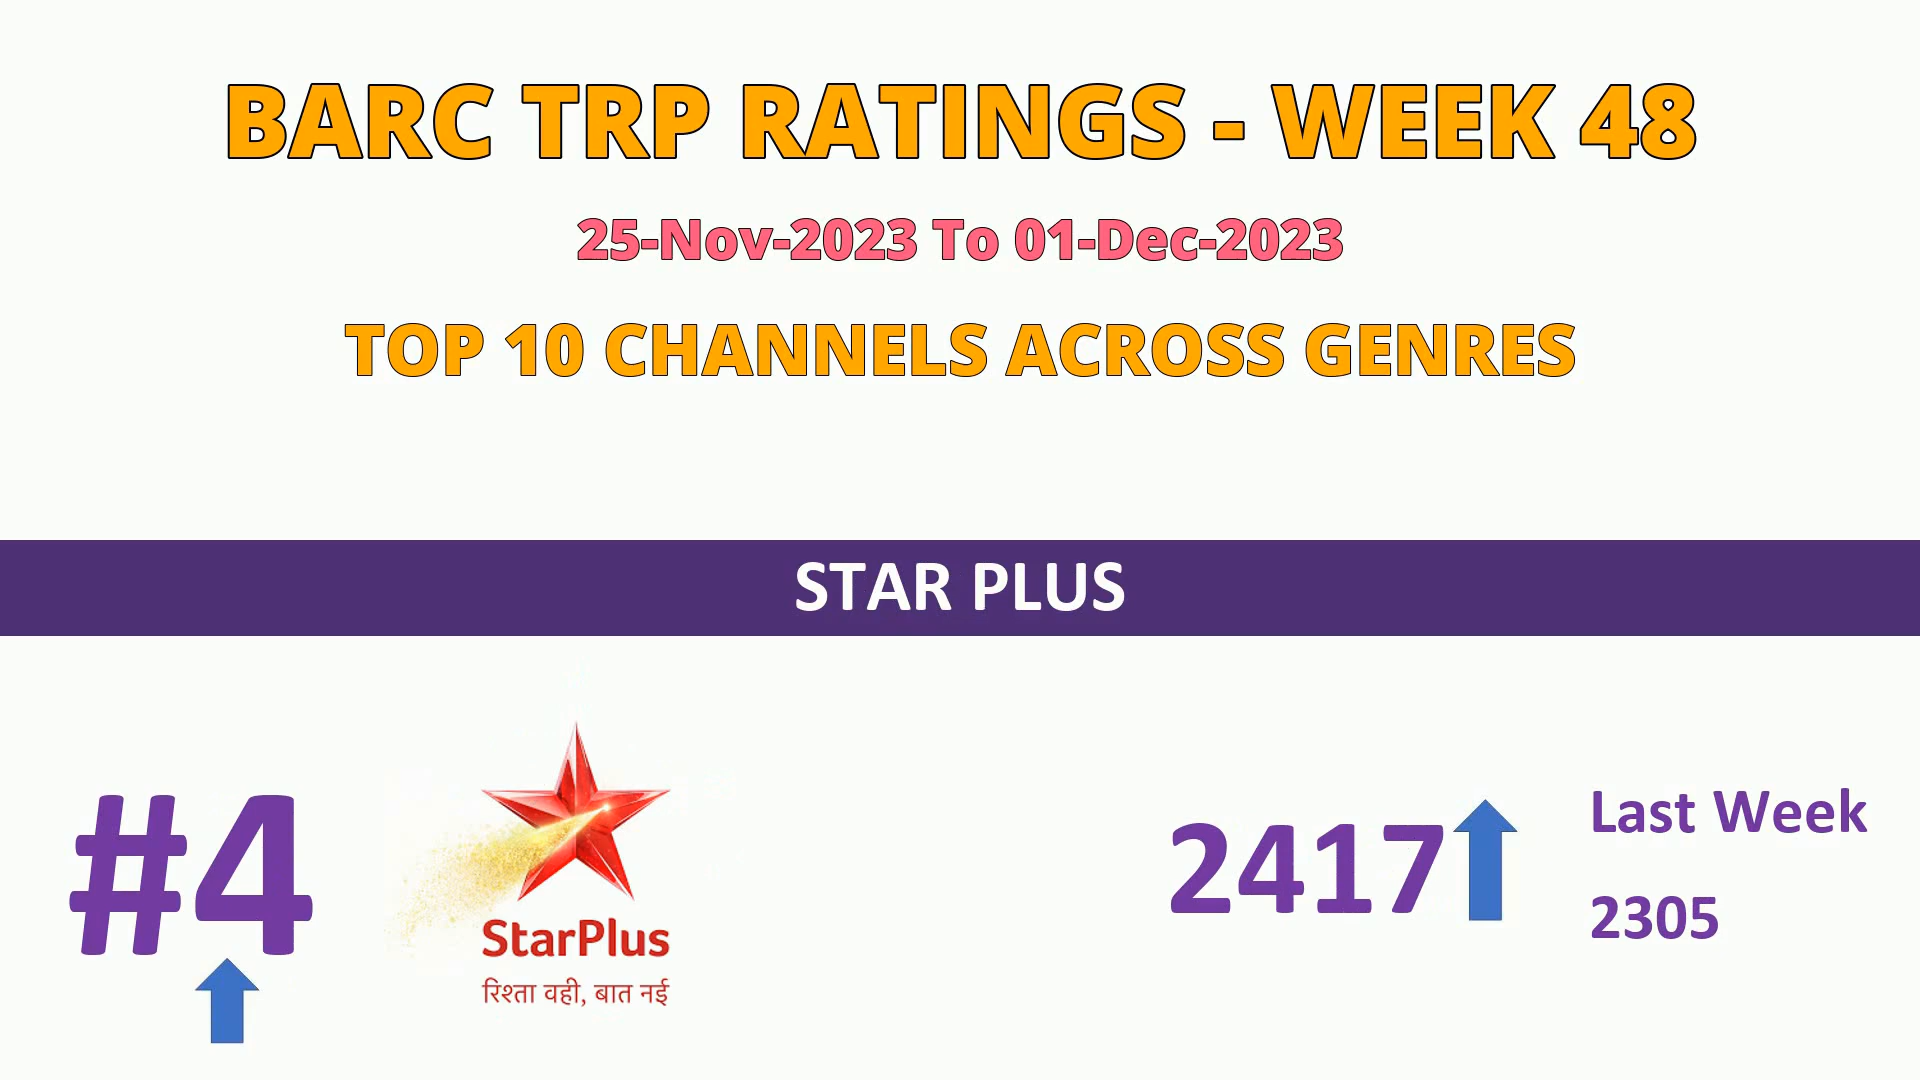 BARC TRP RATINGS - WEEK 48
25-Nov-2023 To 01-Dec-2023
TOP 10 CHANNELS ACROSS GENRES
STAR PLUS
#4
StarPlus
रिश्ता वही, बात नई
2417
Last Week
2305